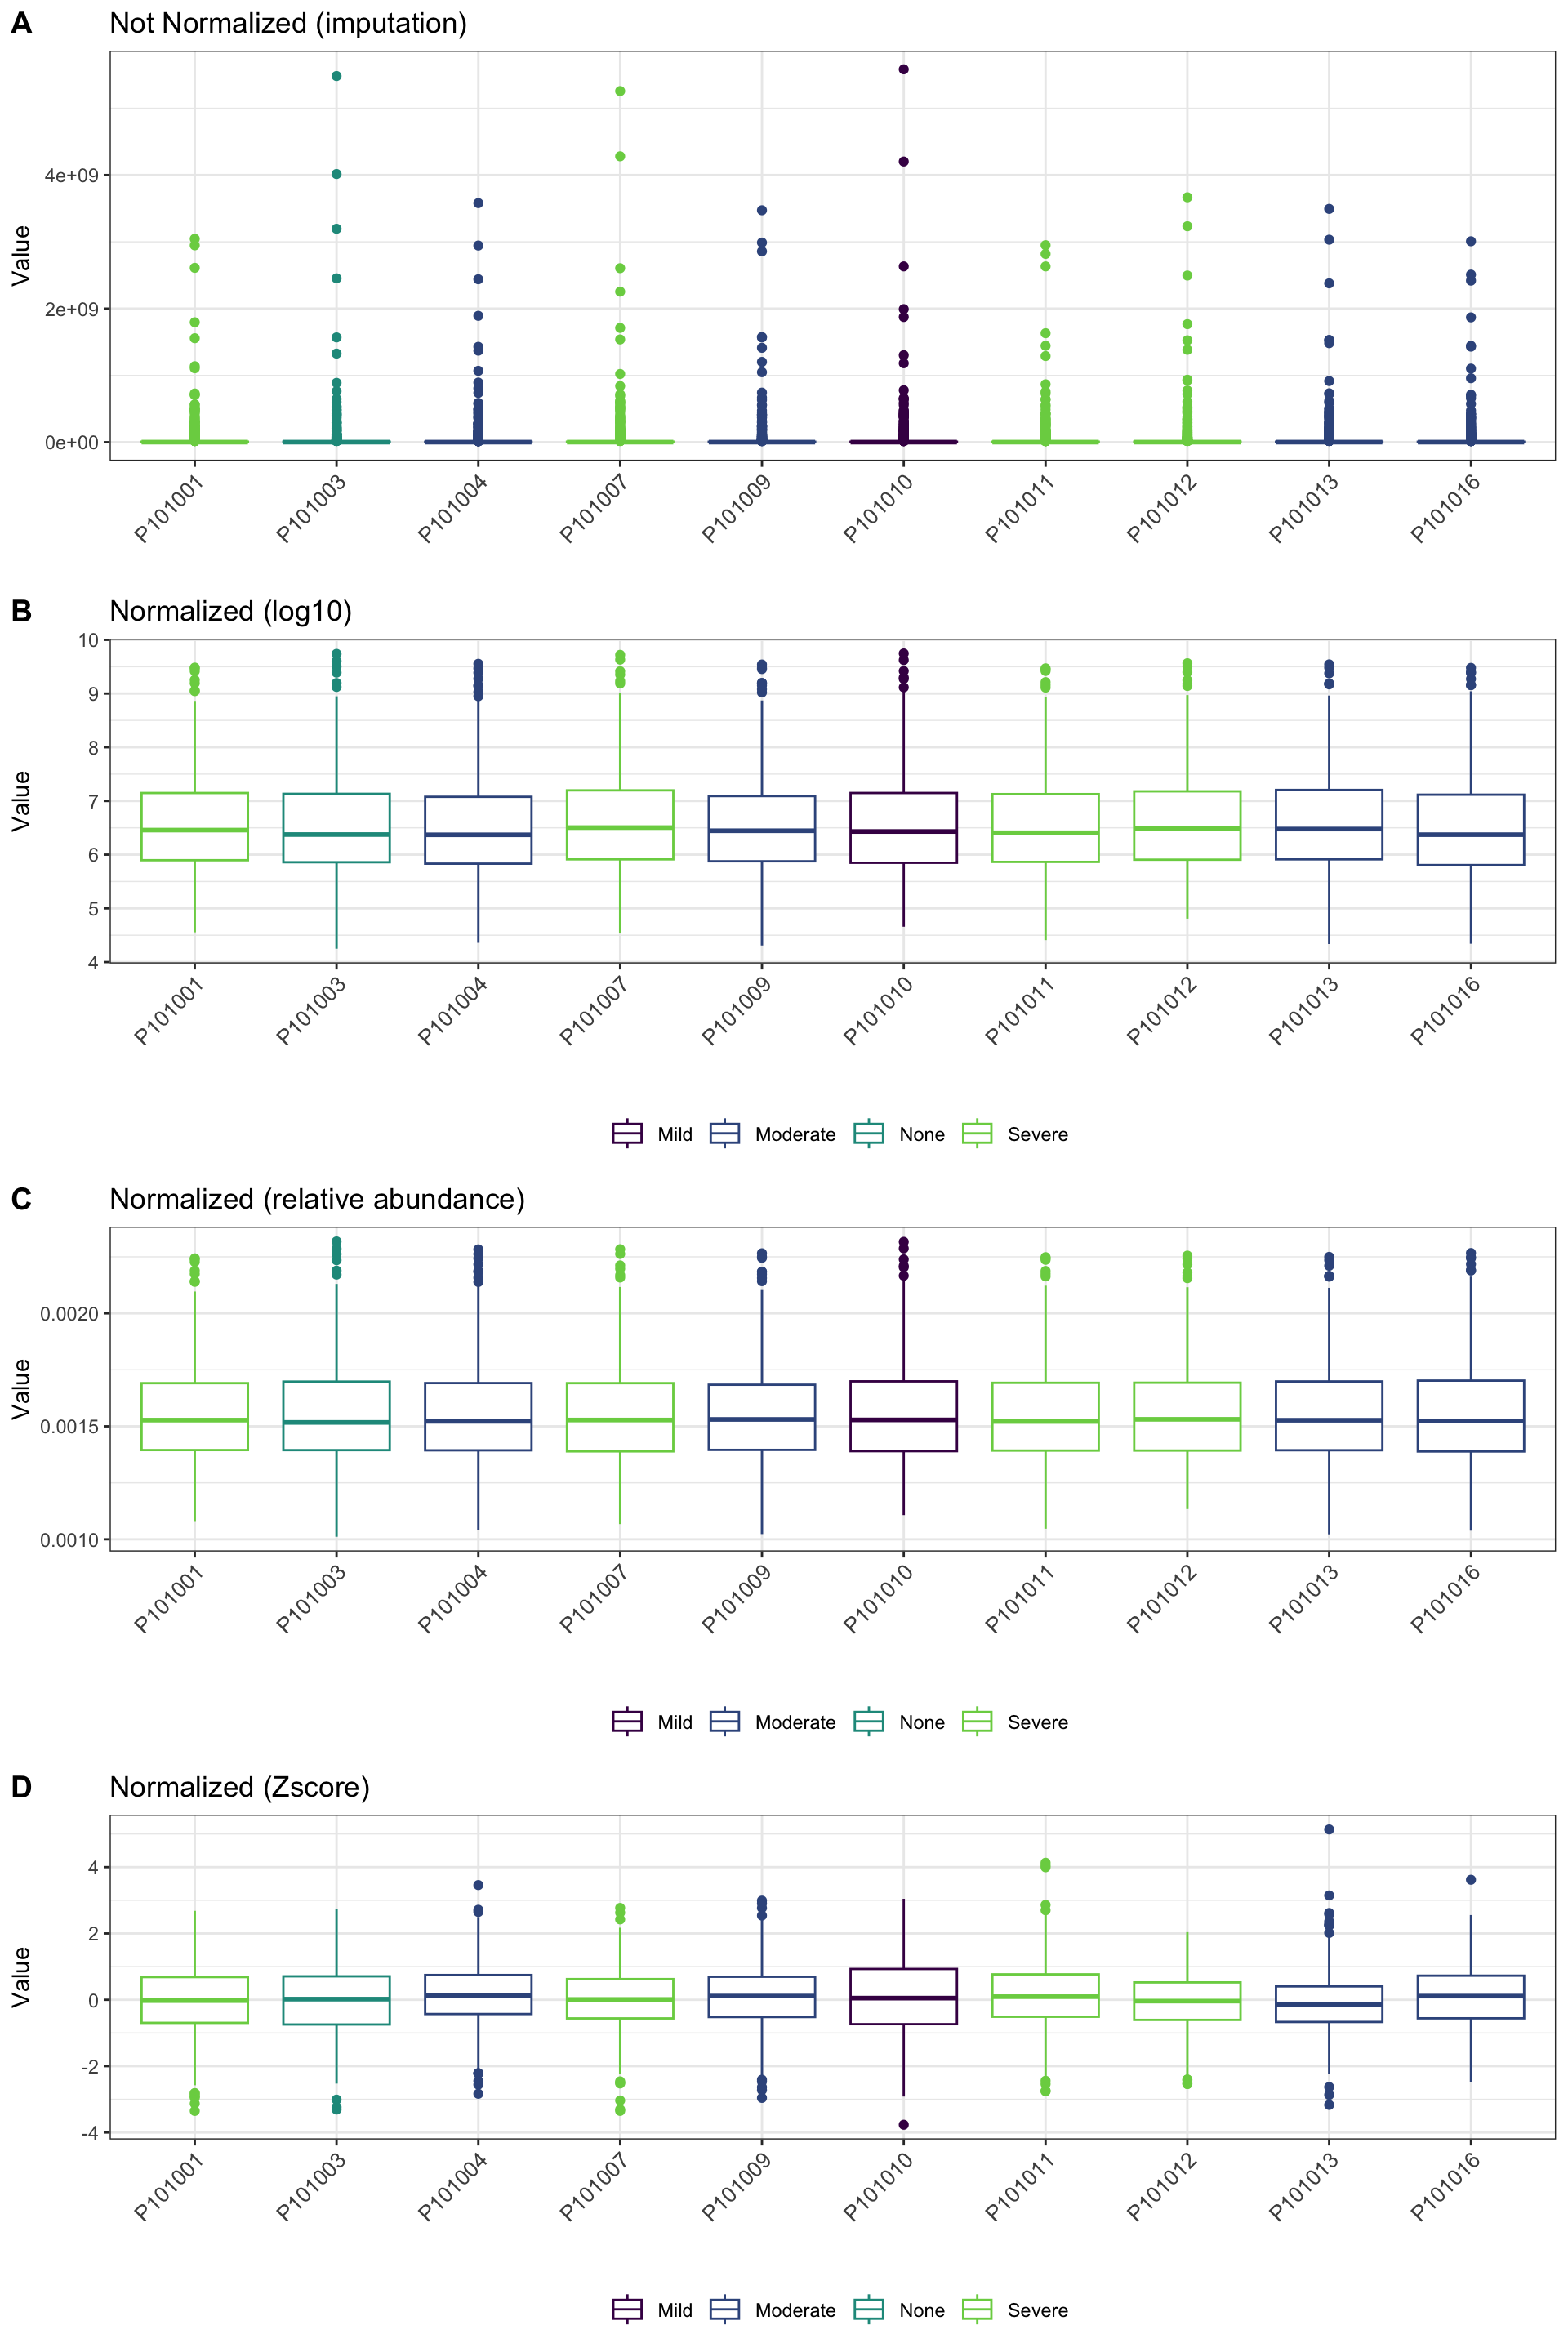 A Not Normalized (imputation)
Value
4e+09
2e+09
0e+00
P101001 P101003 P101004 P101007 P101009 P101010 P101011 P101012 P101013 P101016
B Normalized (log10)
Value
10
9
8
7
6
5
4
P101001 P101003 P101004 P101007 P101009 P101010 P101011 P101012 P101013 P101016
Mild Moderate None Severe
C Normalized (relative abundance)
Value
0.0020
0.0015
0.0010
P101001 P101003 P101004 P101007 P101009 P101010 P101011 P101012 P101013 P101016
Mild Moderate None Severe
D Normalized (Zscore)
Value
4
2
0
-2
-4
P101001 P101003 P101004 P101007 P101009 P101010 P101011 P101012 P101013 P101016
Mild Moderate None Severe